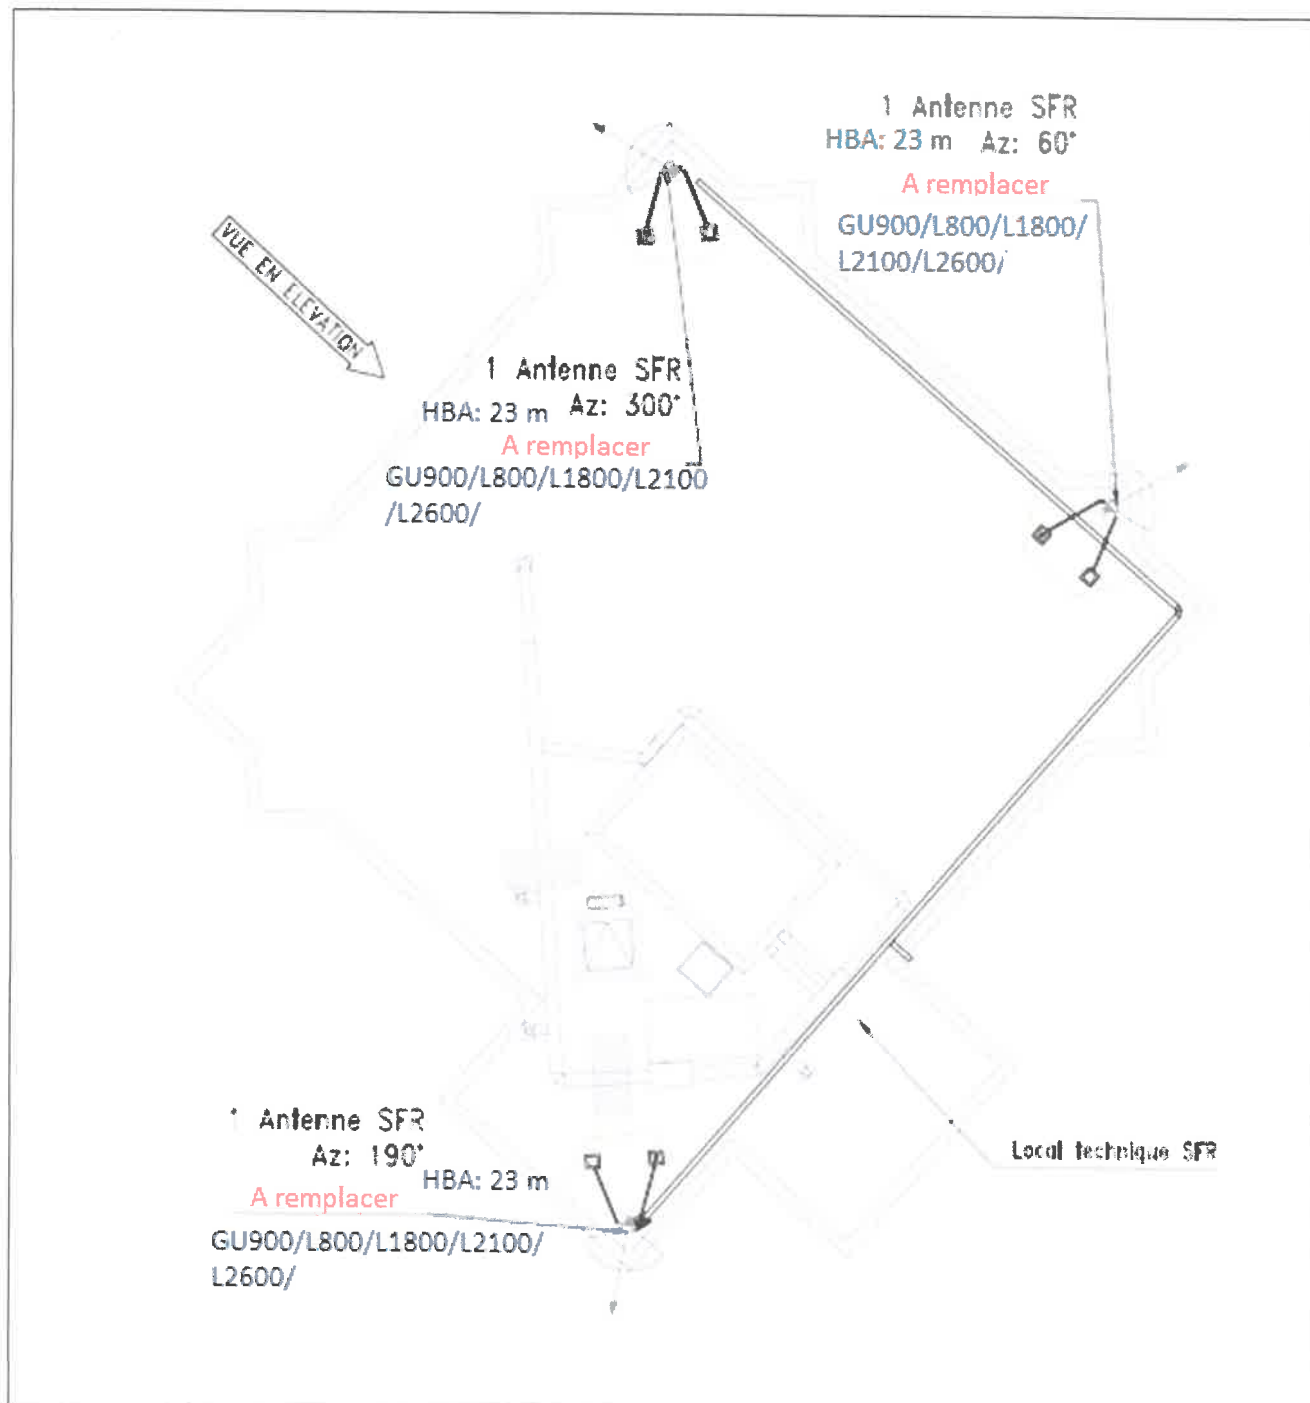 1 Antenne SFR
HBA: 23 m Az: 60°
A remplacer
GU900/L800/L1800/
L2100/L2600/
VUE EN ELEVATION
1 Antenne SFR
HBA: 23 m Az: 300°
A remplacer
GU900/L800/L1800/L2100
/L2600/
1 Antenne SFR
Az: 190°
HBA: 23 m
A remplacer
GU900/L800/L1800/L2100/
L2600/
Local technique SFR